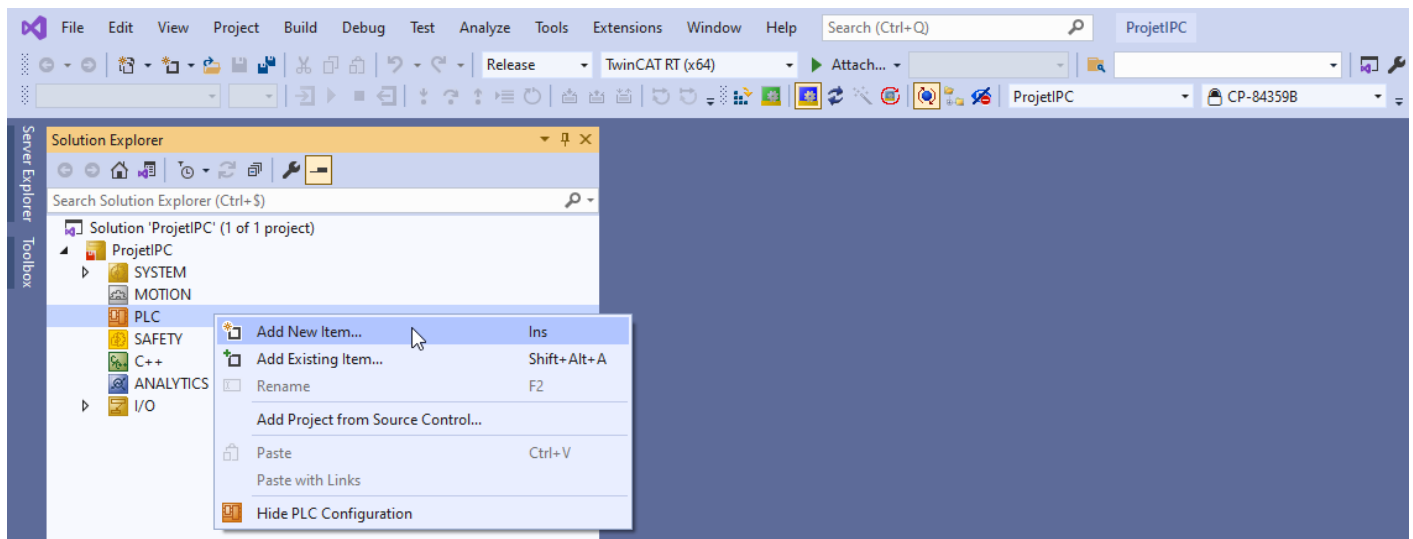 File Edit View Project Build Debug Test Analyze Tools Extensions Window Help Search (Ctrl+Q) ProjetIPC
Release TwinCAT RT (x64) Attach...
ProjetIPC CP-84359B
Server Explorer
Toolbox
Solution Explorer
Search Solution Explorer (Ctrl+$)
Solution 'ProjetIPC' (1 of 1 project)
ProjetIPC
SYSTEM
MOTION
PLC
SAFETY
C++
ANALYTICS
I/O
Add New Item... Ins
Add Existing Item... Shift+Alt+A
Rename F2
Add Project from Source Control...
Paste Ctrl+V
Paste with Links
Hide PLC Configuration